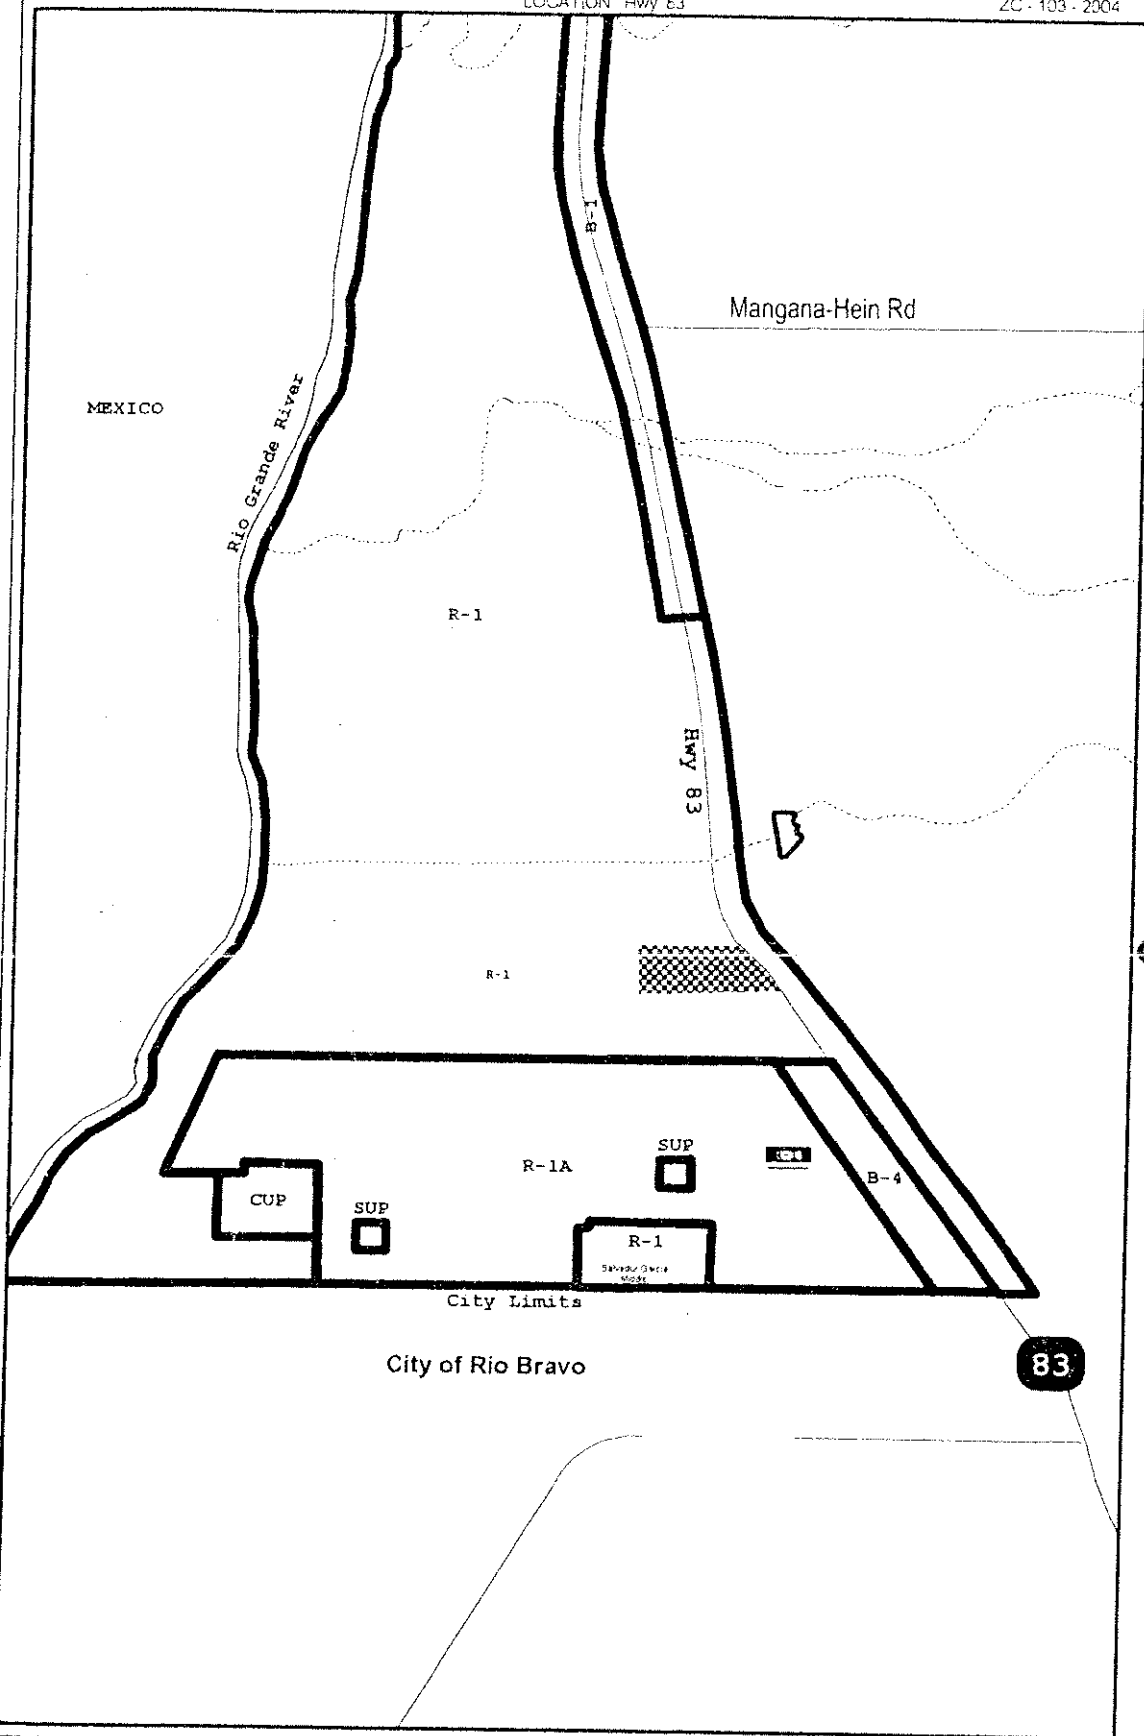 LOCATION Hwy 83
ZC - 103 - 2004
B-1
Mangana-Hein Rd
MEXICO
Rio Grande River
R-1
Hwy 83
R-1
SUP
R-1A
CUP
B-4
SUP
R-1
City Limits
City of Rio Bravo
83